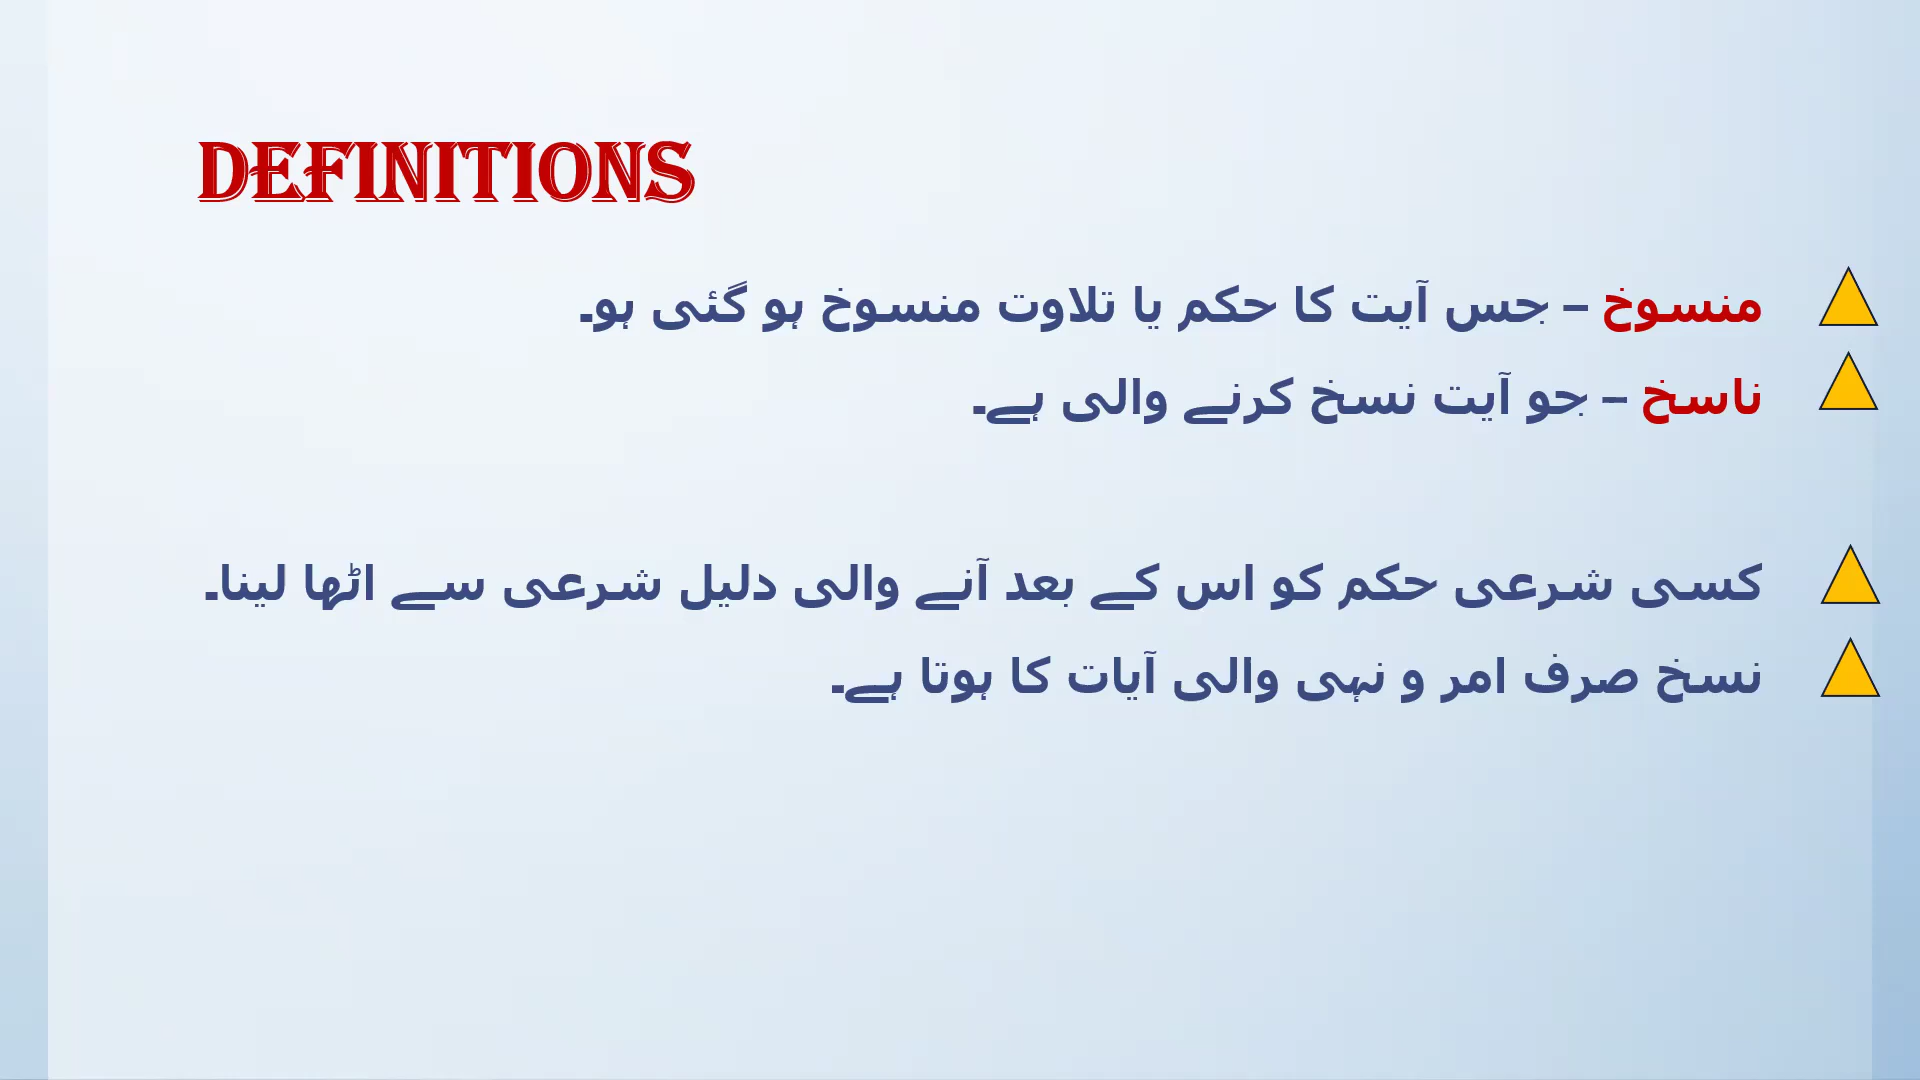 DEFINITIONS
منسوخ – جس آیت کا حکم یا تلاوت منسوخ ہو گئی ہو۔
ناسخ – جو آیت نسخ کرنے والی ہے۔
کسی شرعی حکم کو اس کے بعد آنے والی دلیل شرعی سے اٹھا لینا۔
نسخ صرف امر و نہی والی آیات کا ہوتا ہے۔